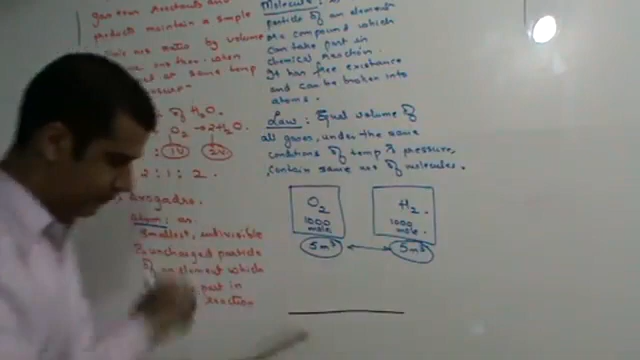 gaseous reactants and
products maintain a simple
ratio by volume
when
at same temp
of H2O.
O2 → 2H2O
: 1V 2V
2:1:2.
Avogadro.
Atom: an
smallest, indivisible
& uncharged particle
of an element which
part in
reaction
Molecule:
particle of an element
or compound which
can take part in
chemical reaction.
It has free existance
and can be broken into
atoms.
Law: Equal volume of
all gases, under the same
conditions of temp & pressure,
contain same no of molecules.
O2 H2.
1000 1000
mole. mole.
5m³ 5m³